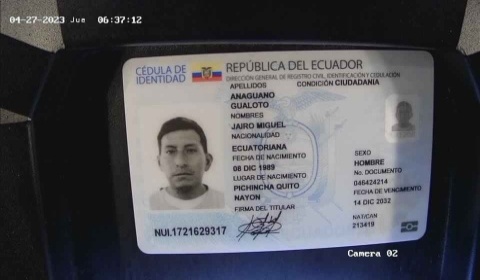 04-27-2023 Jue 06:37:12
CÉDULA DE
IDENTIDAD
REPÚBLICA DEL ECUADOR
DIRECCIÓN GENERAL DE REGISTRO CIVIL, IDENTIFICACIÓN Y CEDULACIÓN
APELLIDOS
CONDICIÓN CIUDADANÍA
ANAGUANO
GUALOTO
NOMBRES
JAIRO MIGUEL
NACIONALIDAD
ECUATORIANA
FECHA DE NACIMIENTO
08 DIC 1989
LUGAR DE NACIMIENTO
PICHINCHA QUITO
NAYON
FIRMA DEL TITULAR
SEXO
HOMBRE
No. DOCUMENTO
046424214
FECHA DE VENCIMIENTO
14 DIC 2032
NAT/CAN
213419
NUI.1721629317
Camera 02